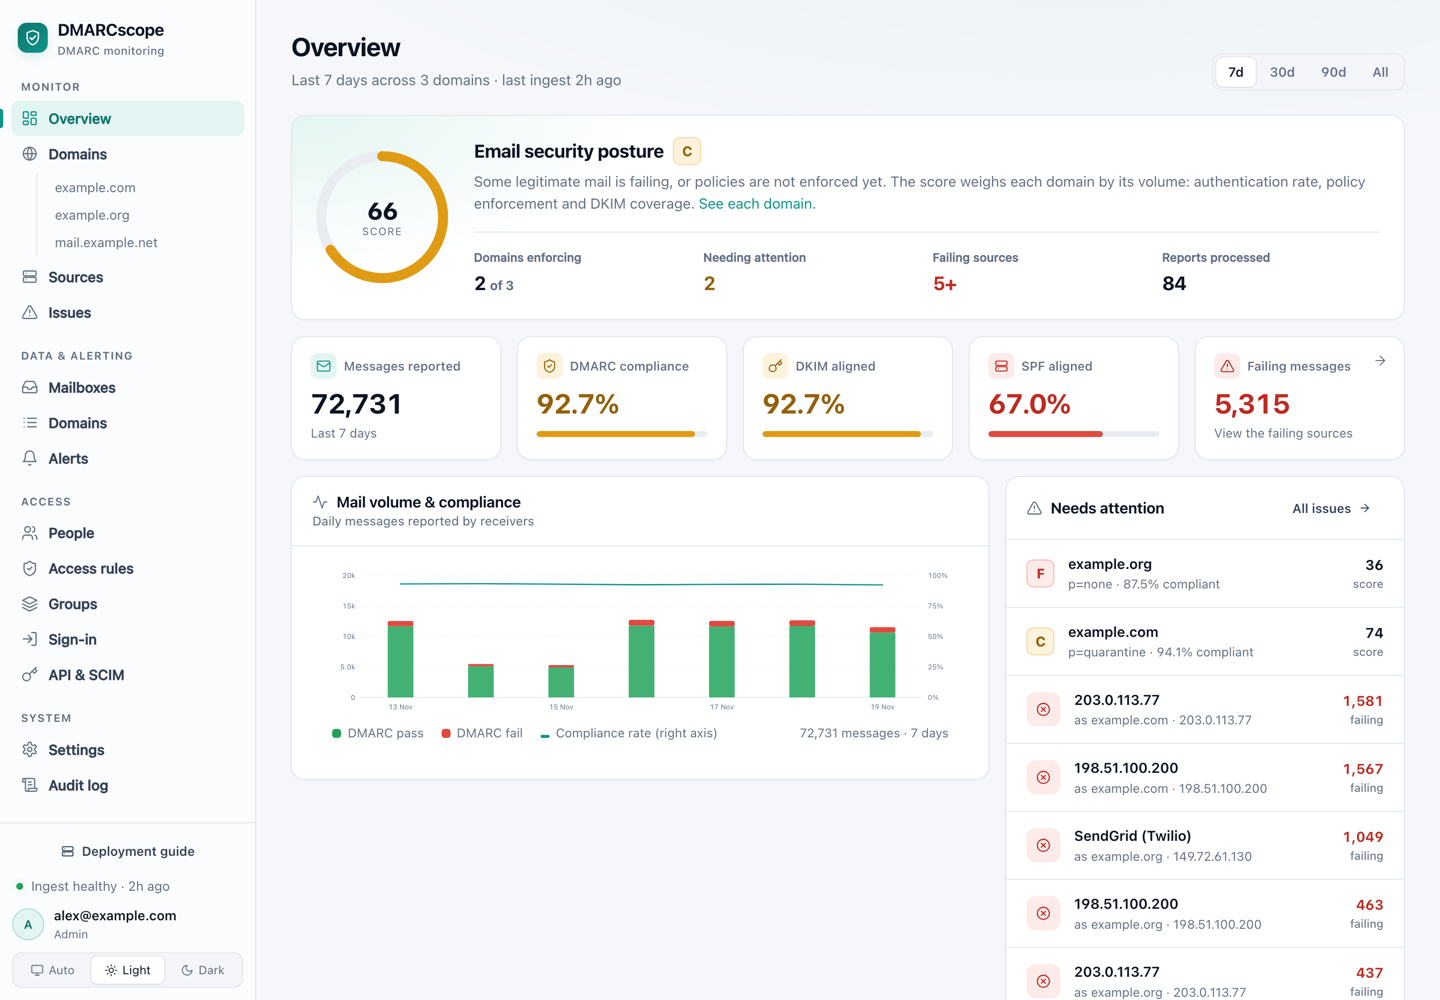 DMARCscope
DMARC monitoring
MONITOR
Overview
Domains
example.com
example.org
mail.example.net
Sources
Issues
DATA & ALERTING
Mailboxes
Domains
Alerts
ACCESS
People
Access rules
Groups
Sign-in
API & SCIM
SYSTEM
Settings
Audit log
Deployment guide
Ingest healthy · 2h ago
A
alex@example.com
Admin
Auto Light Dark
Overview
Last 7 days across 3 domains · last ingest 2h ago
7d 30d 90d All
66
SCORE
Email security posture C
Some legitimate mail is failing, or policies are not enforced yet. The score weighs each domain by its volume: authentication rate, policy
enforcement and DKIM coverage. See each domain.
Domains enforcing
2 of 3
Needing attention
2
Failing sources
5+
Reports processed
84
Messages reported
72,731
Last 7 days
DMARC compliance
92.7%
DKIM aligned
92.7%
SPF aligned
67.0%
Failing messages
5,315
View the failing sources
Mail volume & compliance
Daily messages reported by receivers
20k 100%
15k 75%
10k 50%
5.0k 25%
0 0%
13 Nov 15 Nov 17 Nov 19 Nov
DMARC pass DMARC fail Compliance rate (right axis) 72,731 messages · 7 days
Needs attention All issues
F example.org 36
p=none · 87.5% compliant score
C example.com 74
p=quarantine · 94.1% compliant score
203.0.113.77 1,581
as example.com · 203.0.113.77 failing
198.51.100.200 1,567
as example.com · 198.51.100.200 failing
SendGrid (Twilio) 1,049
as example.org · 149.72.61.130 failing
198.51.100.200 463
as example.org · 198.51.100.200 failing
203.0.113.77 437
as example.org · 203.0.113.77 failing